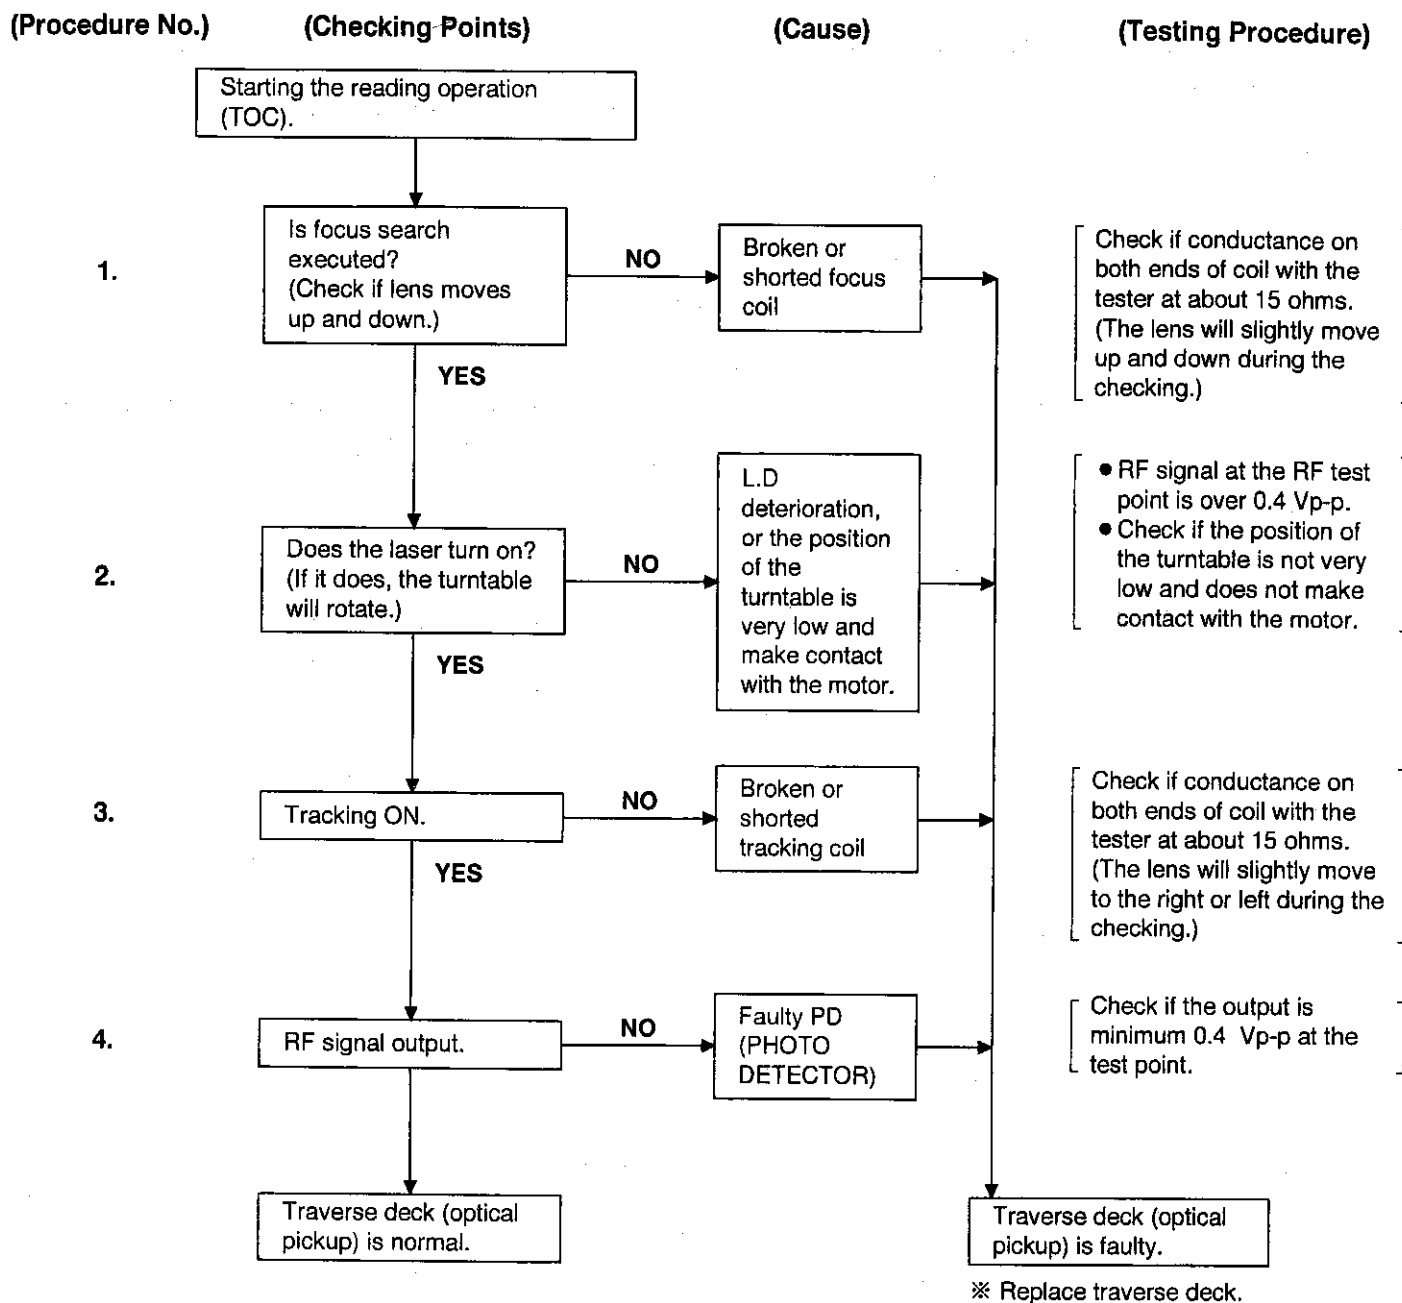 (Procedure No.)
(Checking Points)
(Cause)
(Testing Procedure)
Starting the reading operation
(TOC).
1.
Is focus search
executed?
(Check if lens moves
up and down.)
NO
Broken or
shorted focus
coil
Check if conductance on
both ends of coil with the
tester at about 15 ohms.
(The lens will slightly move
up and down during the
checking.)
YES
2.
Does the laser turn on?
(If it does, the turntable
will rotate.)
NO
L.D
deterioration,
or the position
of the
turntable is
very low and
make contact
with the motor.
● RF signal at the RF test
point is over 0.4 Vp-p.
● Check if the position of
the turntable is not very
low and does not make
contact with the motor.
YES
3.
Tracking ON.
NO
Broken or
shorted
tracking coil
Check if conductance on
both ends of coil with the
tester at about 15 ohms.
(The lens will slightly move
to the right or left during the
checking.)
YES
4.
RF signal output.
NO
Faulty PD
(PHOTO
DETECTOR)
Check if the output is
minimum 0.4 Vp-p at the
test point.
Traverse deck (optical
pickup) is normal.
Traverse deck (optical
pickup) is faulty.
※ Replace traverse deck.